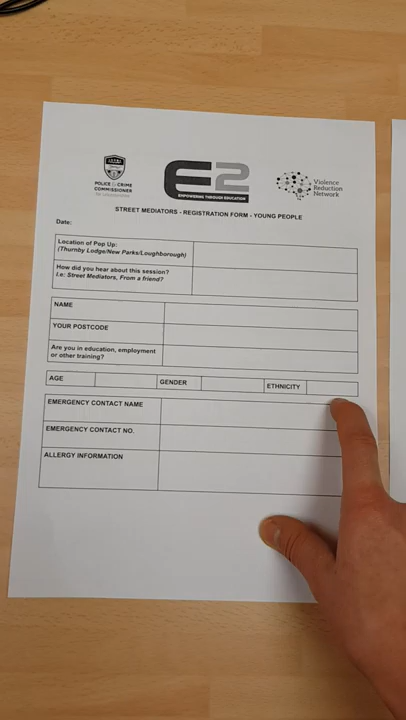 POLICE & CRIME
COMMISSIONER
E2
EMPOWERING THROUGH EDUCATION
Violence
Reduction
Network
STREET MEDIATORS - REGISTRATION FORM - YOUNG PEOPLE
Date:
Location of Pop Up:
(Thurnby Lodge/New Parks/Loughborough)
How did you hear about this session?
I.e: Street Mediators, From a friend?
NAME
YOUR POSTCODE
Are you in education, employment
or other training?
AGE GENDER ETHNICITY
EMERGENCY CONTACT NAME
EMERGENCY CONTACT NO.
ALLERGY INFORMATION